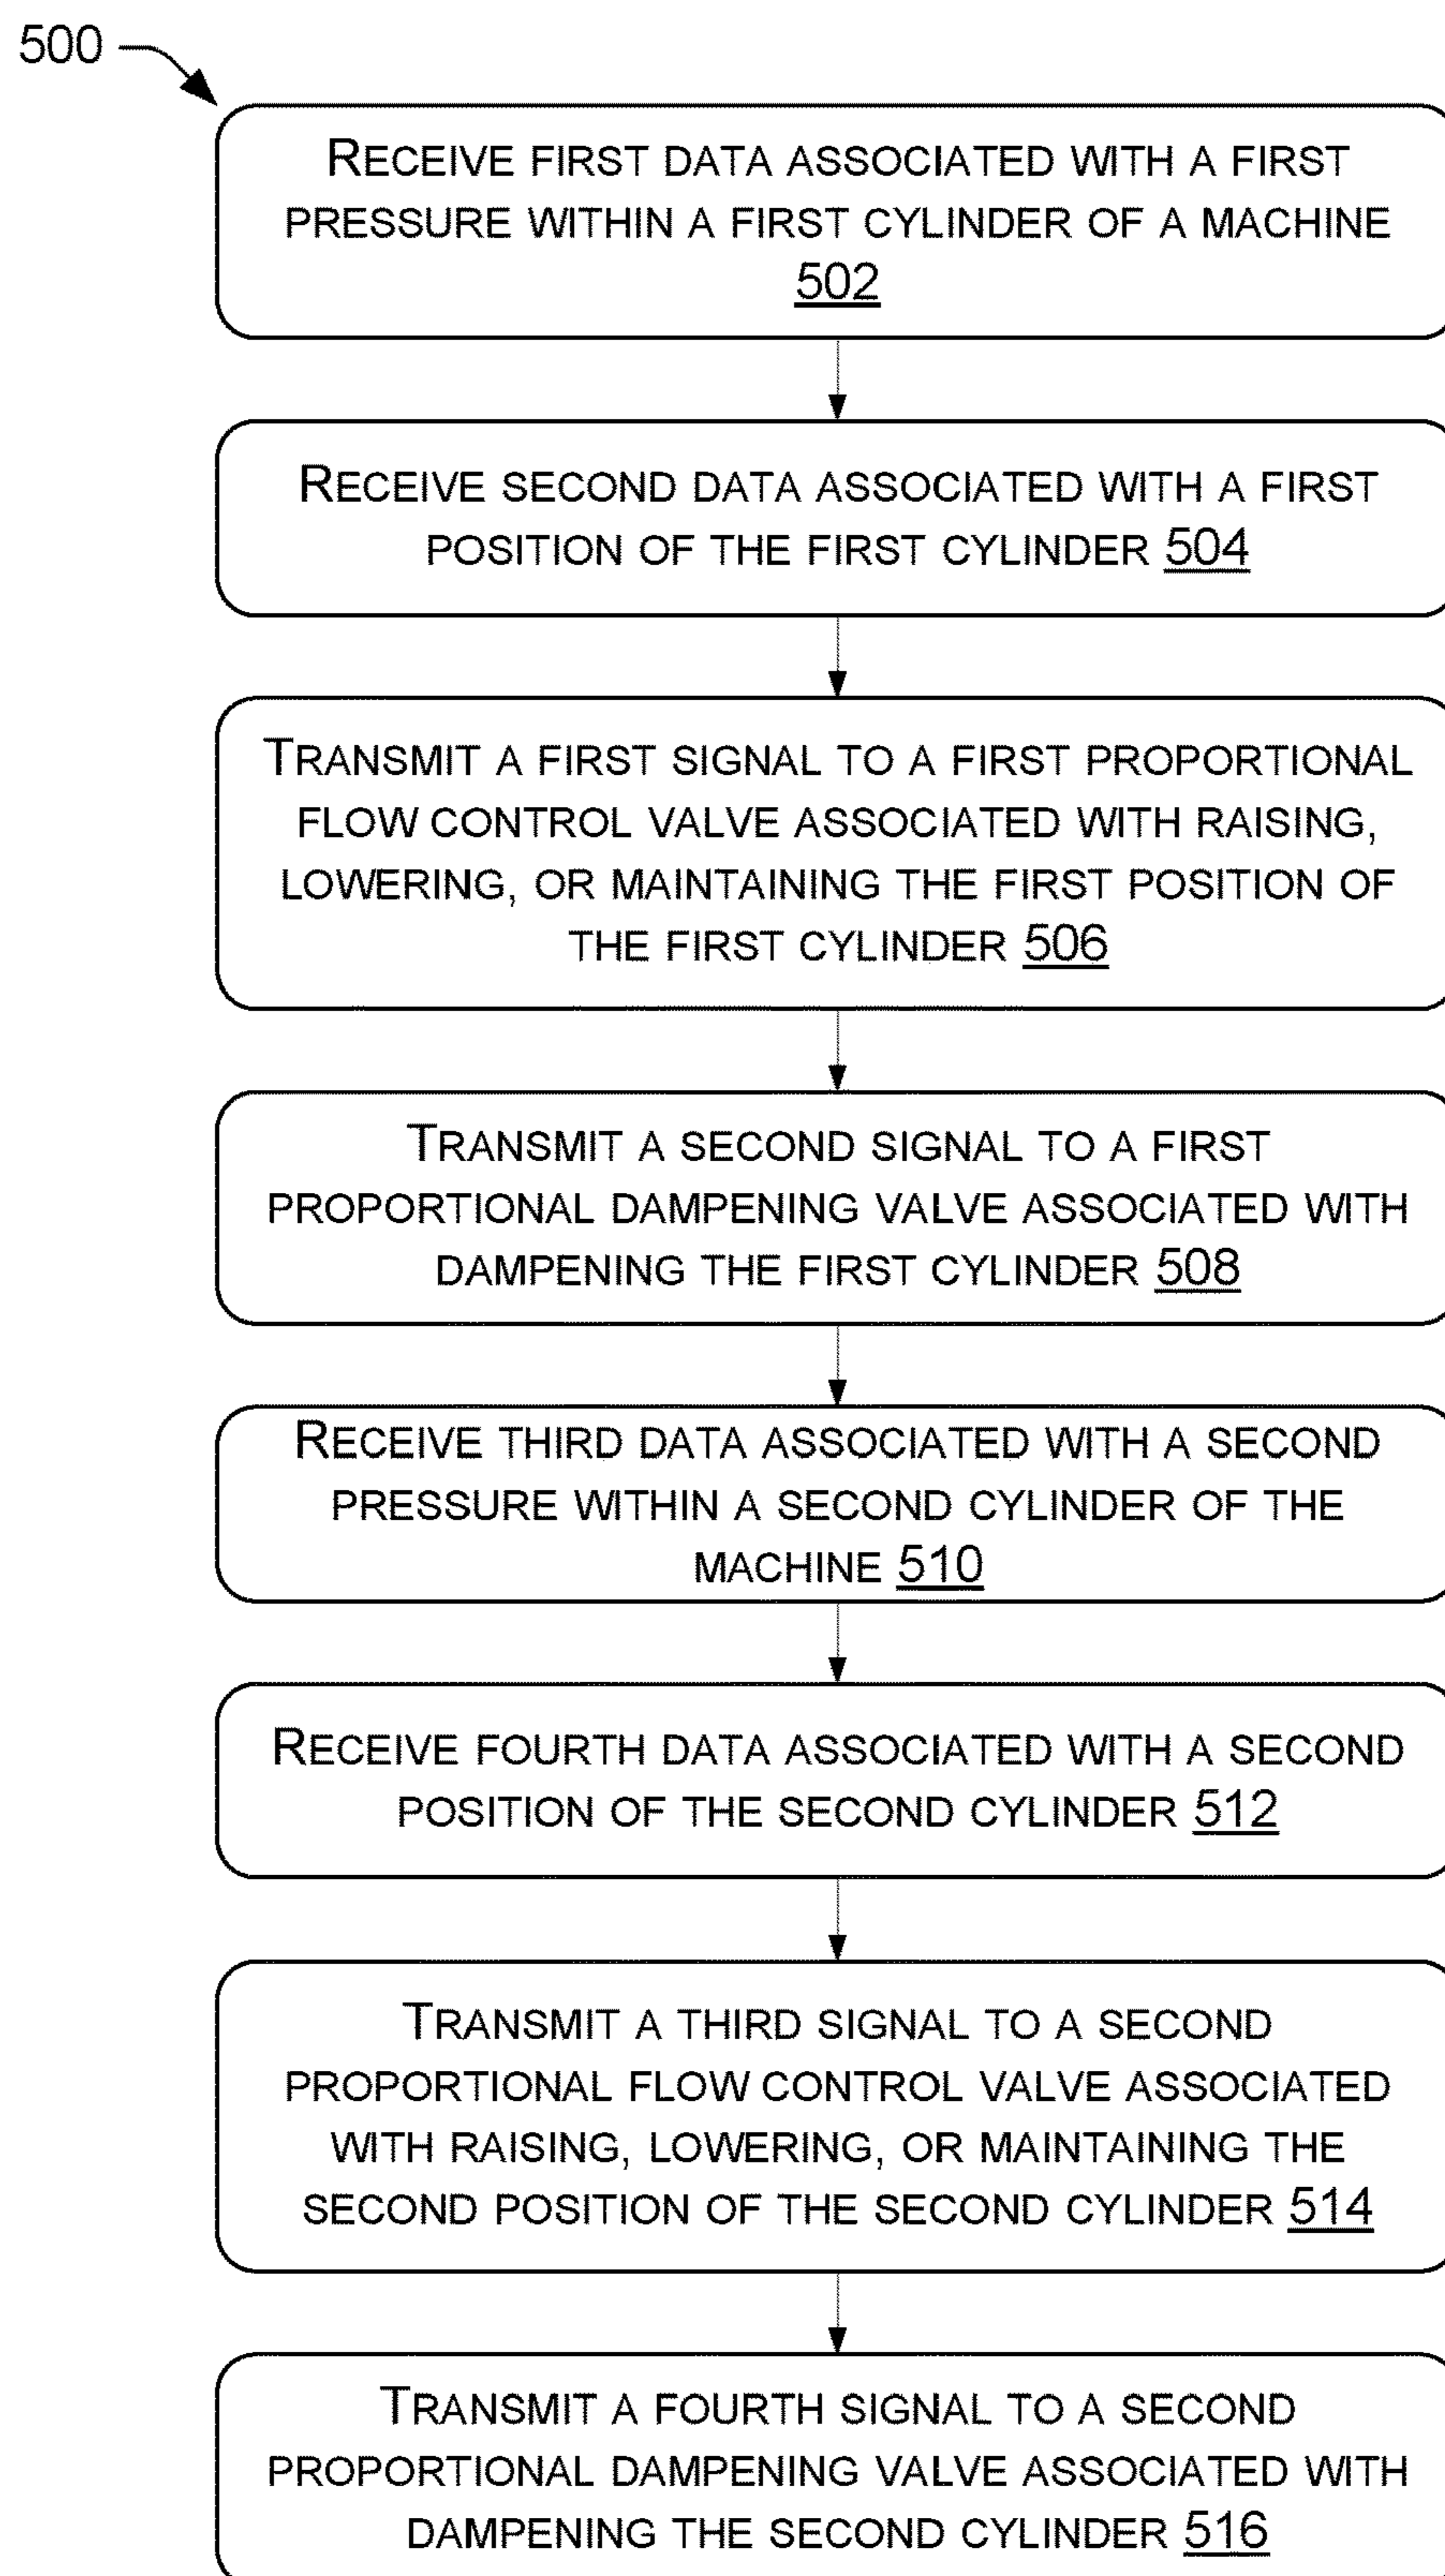 500
RECEIVE FIRST DATA ASSOCIATED WITH A FIRST
PRESSURE WITHIN A FIRST CYLINDER OF A MACHINE
502
RECEIVE SECOND DATA ASSOCIATED WITH A FIRST
POSITION OF THE FIRST CYLINDER 504
TRANSMIT A FIRST SIGNAL TO A FIRST PROPORTIONAL
FLOW CONTROL VALVE ASSOCIATED WITH RAISING,
LOWERING, OR MAINTAINING THE FIRST POSITION OF
THE FIRST CYLINDER 506
TRANSMIT A SECOND SIGNAL TO A FIRST
PROPORTIONAL DAMPENING VALVE ASSOCIATED WITH
DAMPENING THE FIRST CYLINDER 508
RECEIVE THIRD DATA ASSOCIATED WITH A SECOND
PRESSURE WITHIN A SECOND CYLINDER OF THE
MACHINE 510
RECEIVE FOURTH DATA ASSOCIATED WITH A SECOND
POSITION OF THE SECOND CYLINDER 512
TRANSMIT A THIRD SIGNAL TO A SECOND
PROPORTIONAL FLOW CONTROL VALVE ASSOCIATED
WITH RAISING, LOWERING, OR MAINTAINING THE
SECOND POSITION OF THE SECOND CYLINDER 514
TRANSMIT A FOURTH SIGNAL TO A SECOND
PROPORTIONAL DAMPENING VALVE ASSOCIATED WITH
DAMPENING THE SECOND CYLINDER 516